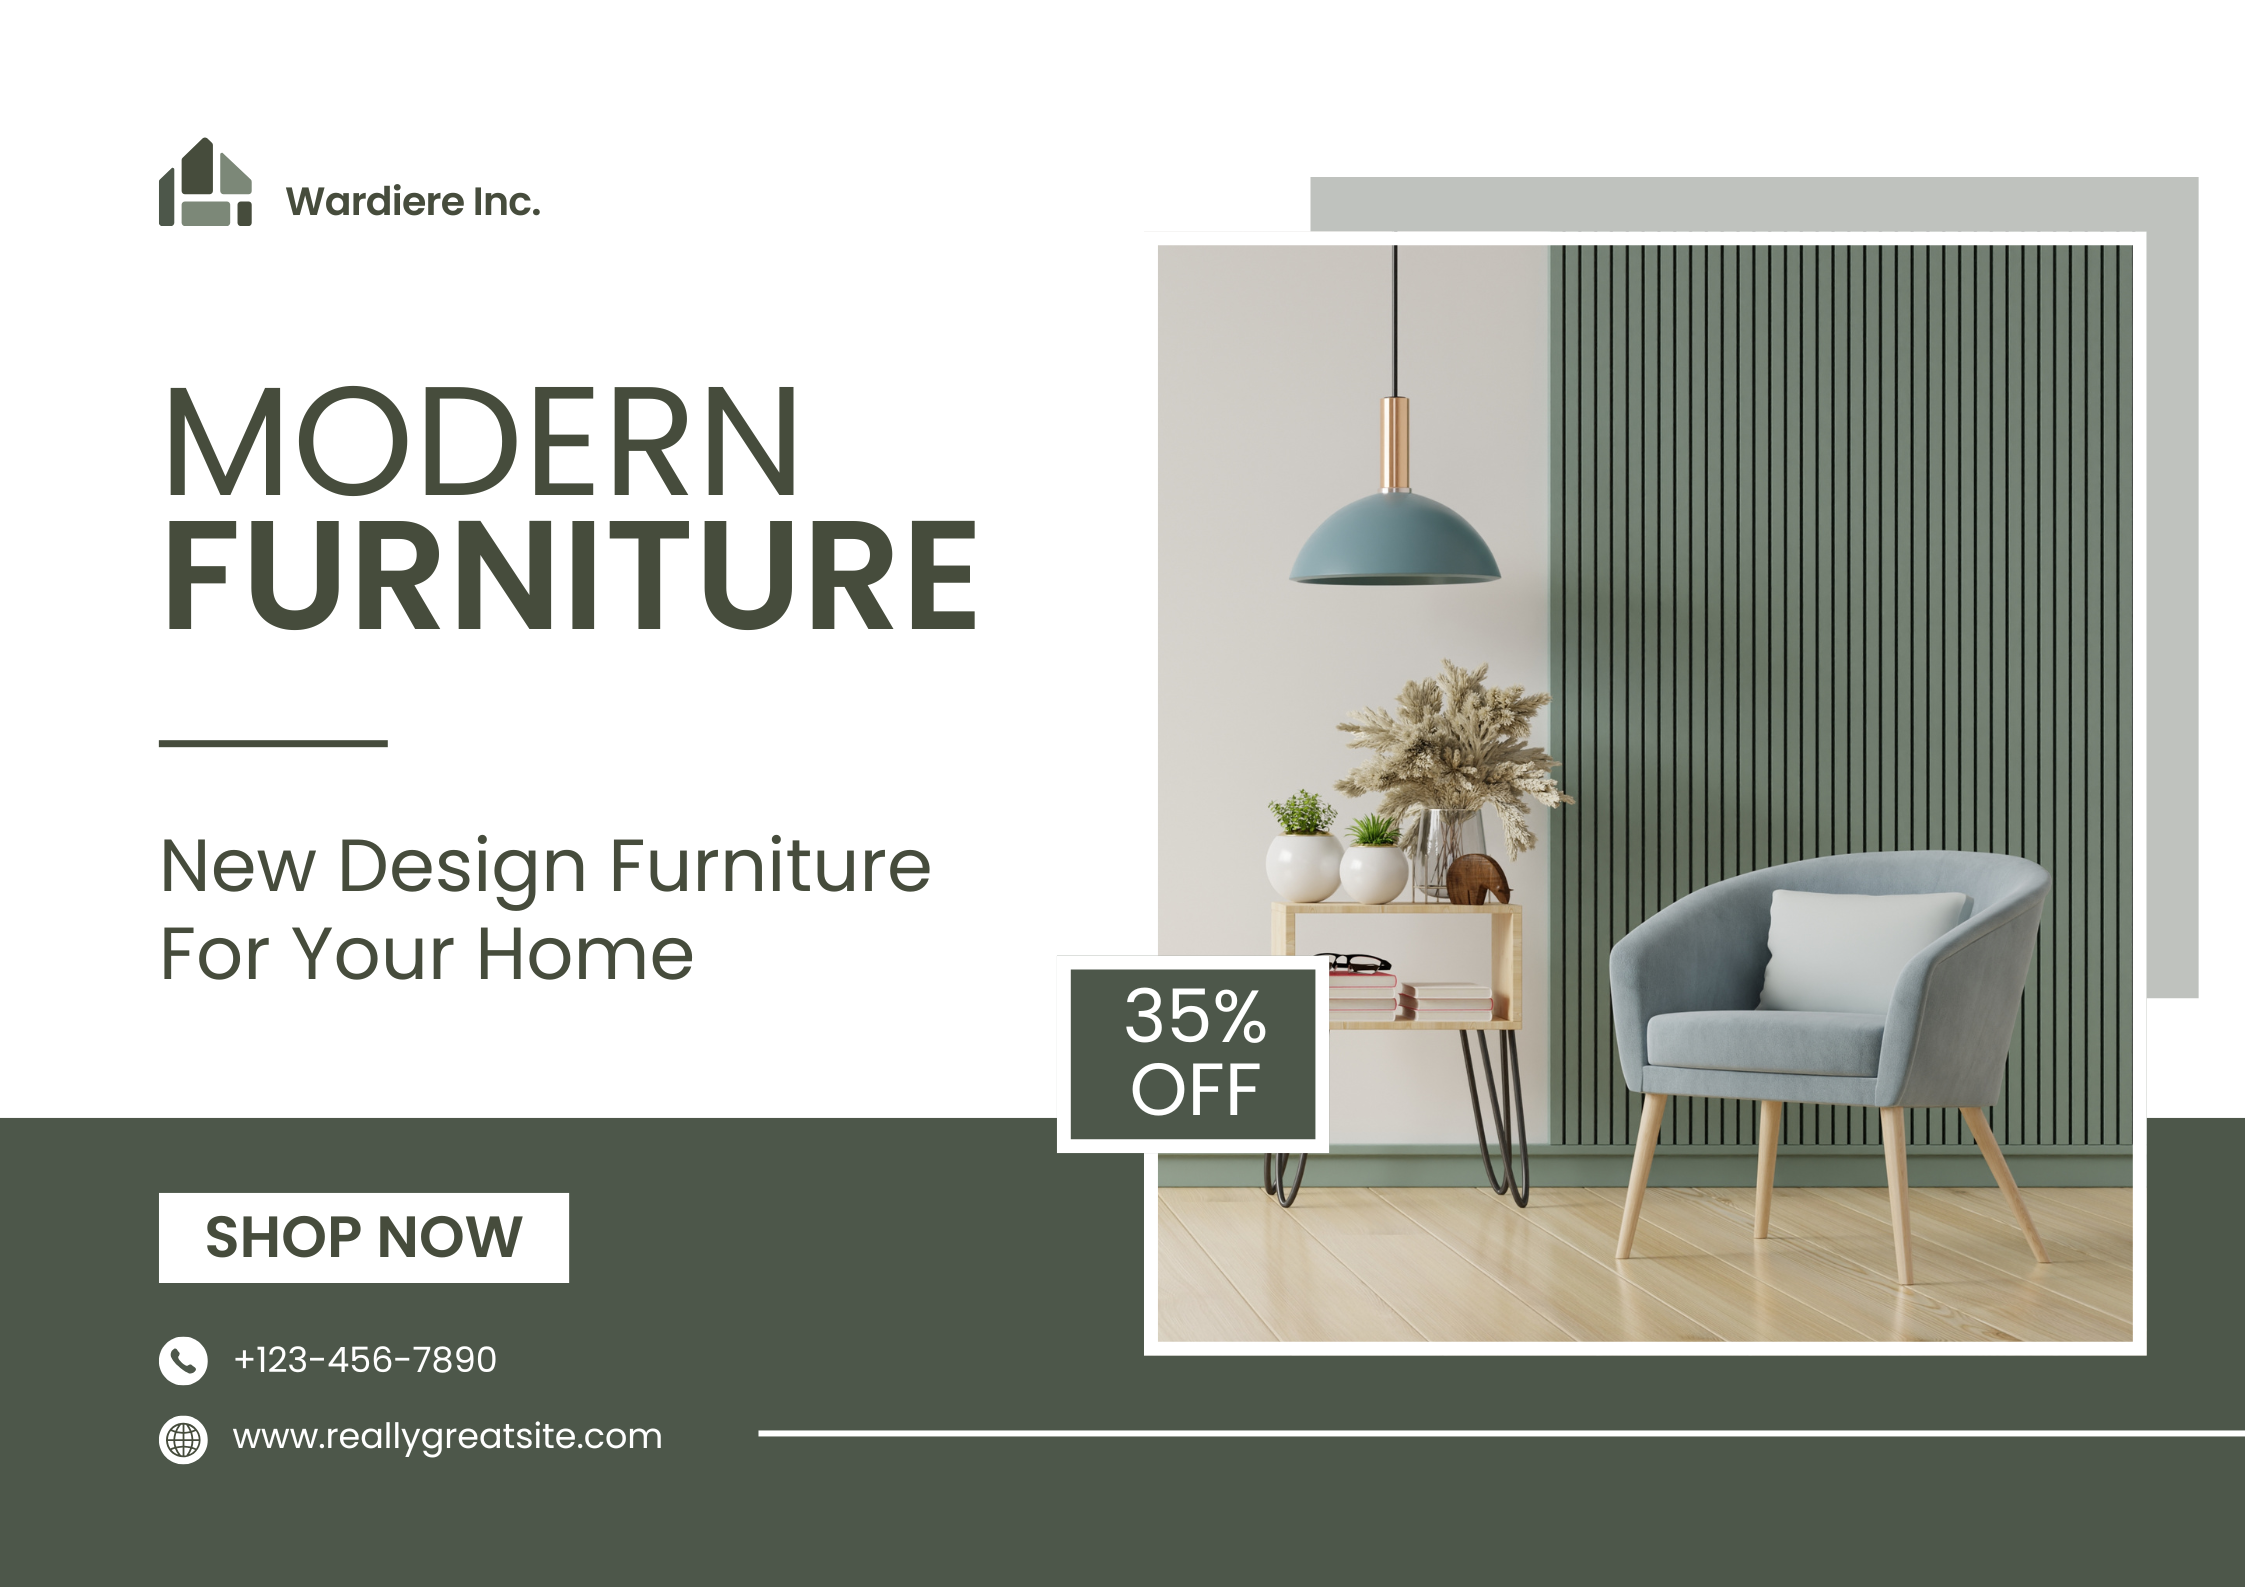 Wardiere Inc.
MODERN
FURNITURE
New Design Furniture
For Your Home
35%
OFF
SHOP NOW
+123-456-7890
www.reallygreatsite.com